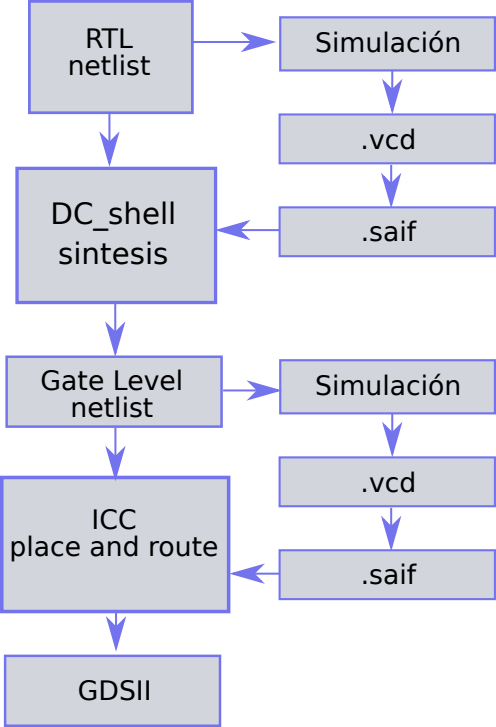 RTL
netlist
Simulación
.vcd
DC_shell
sintesis
.saif
Gate Level
netlist
Simulación
.vcd
ICC
place and route
.saif
GDSII